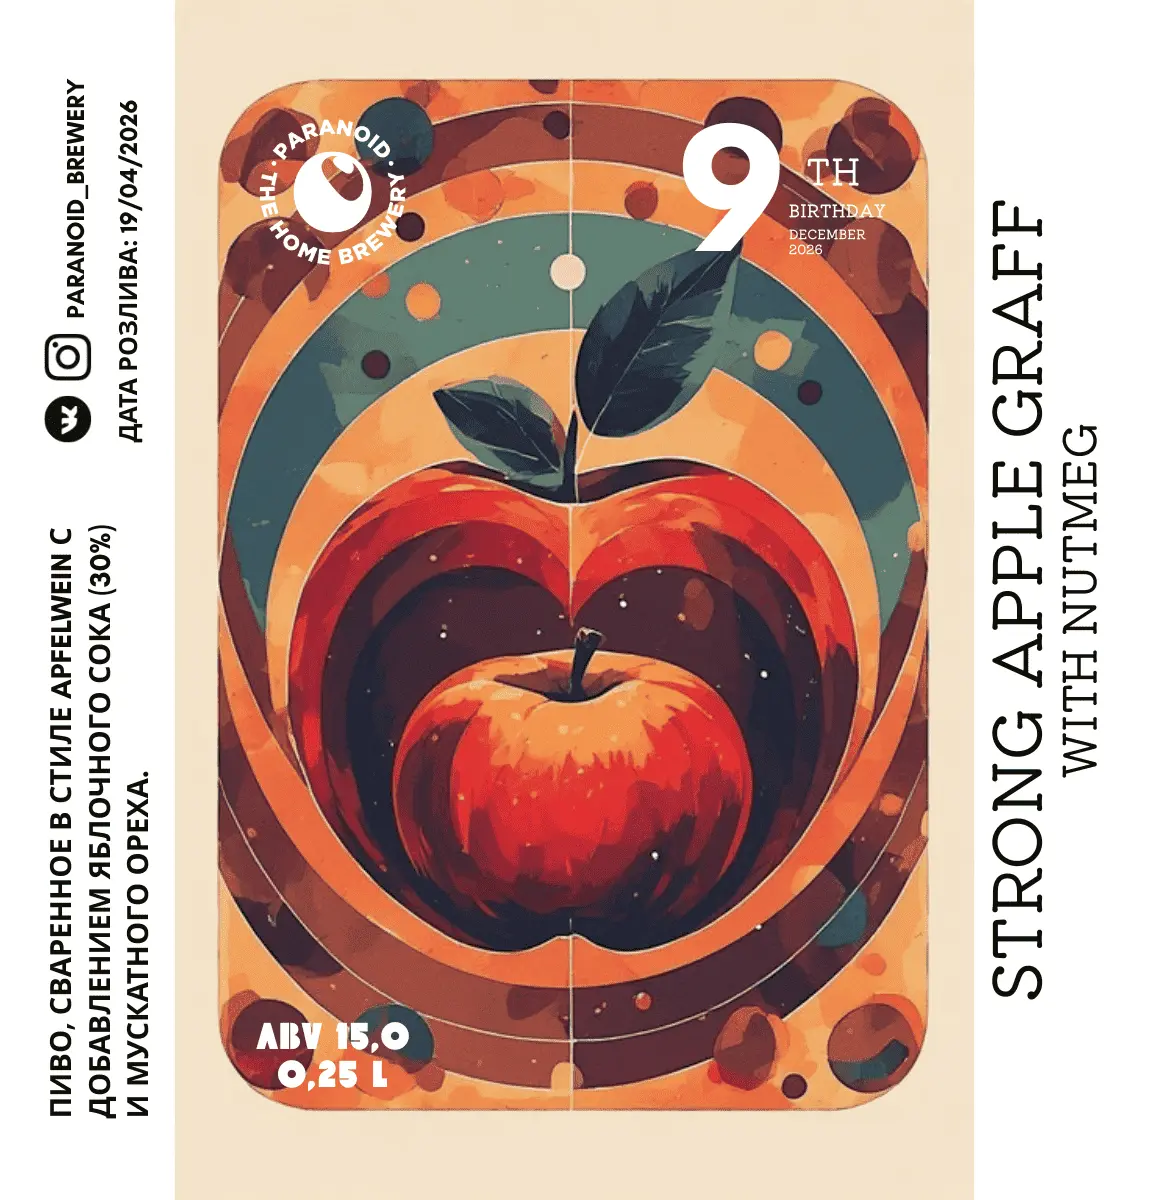 PARANOID_BREWERY
ДАТА РОЗЛИВА: 19/04/2026
ПИВО, СВАРЕННОЕ В СТИЛЕ APFELWEIN С
ДОБАВЛЕНИЕМ ЯБЛОЧНОГО СОКА (30%)
И МУСКАТНОГО ОРЕХА.
· PARANOID ·
THE HOME BREWERY
9 TH
BIRTHDAY
DECEMBER
2026
ABV 15,0
0,25 L
STRONG APPLE GRAFF
WITH NUTMEG